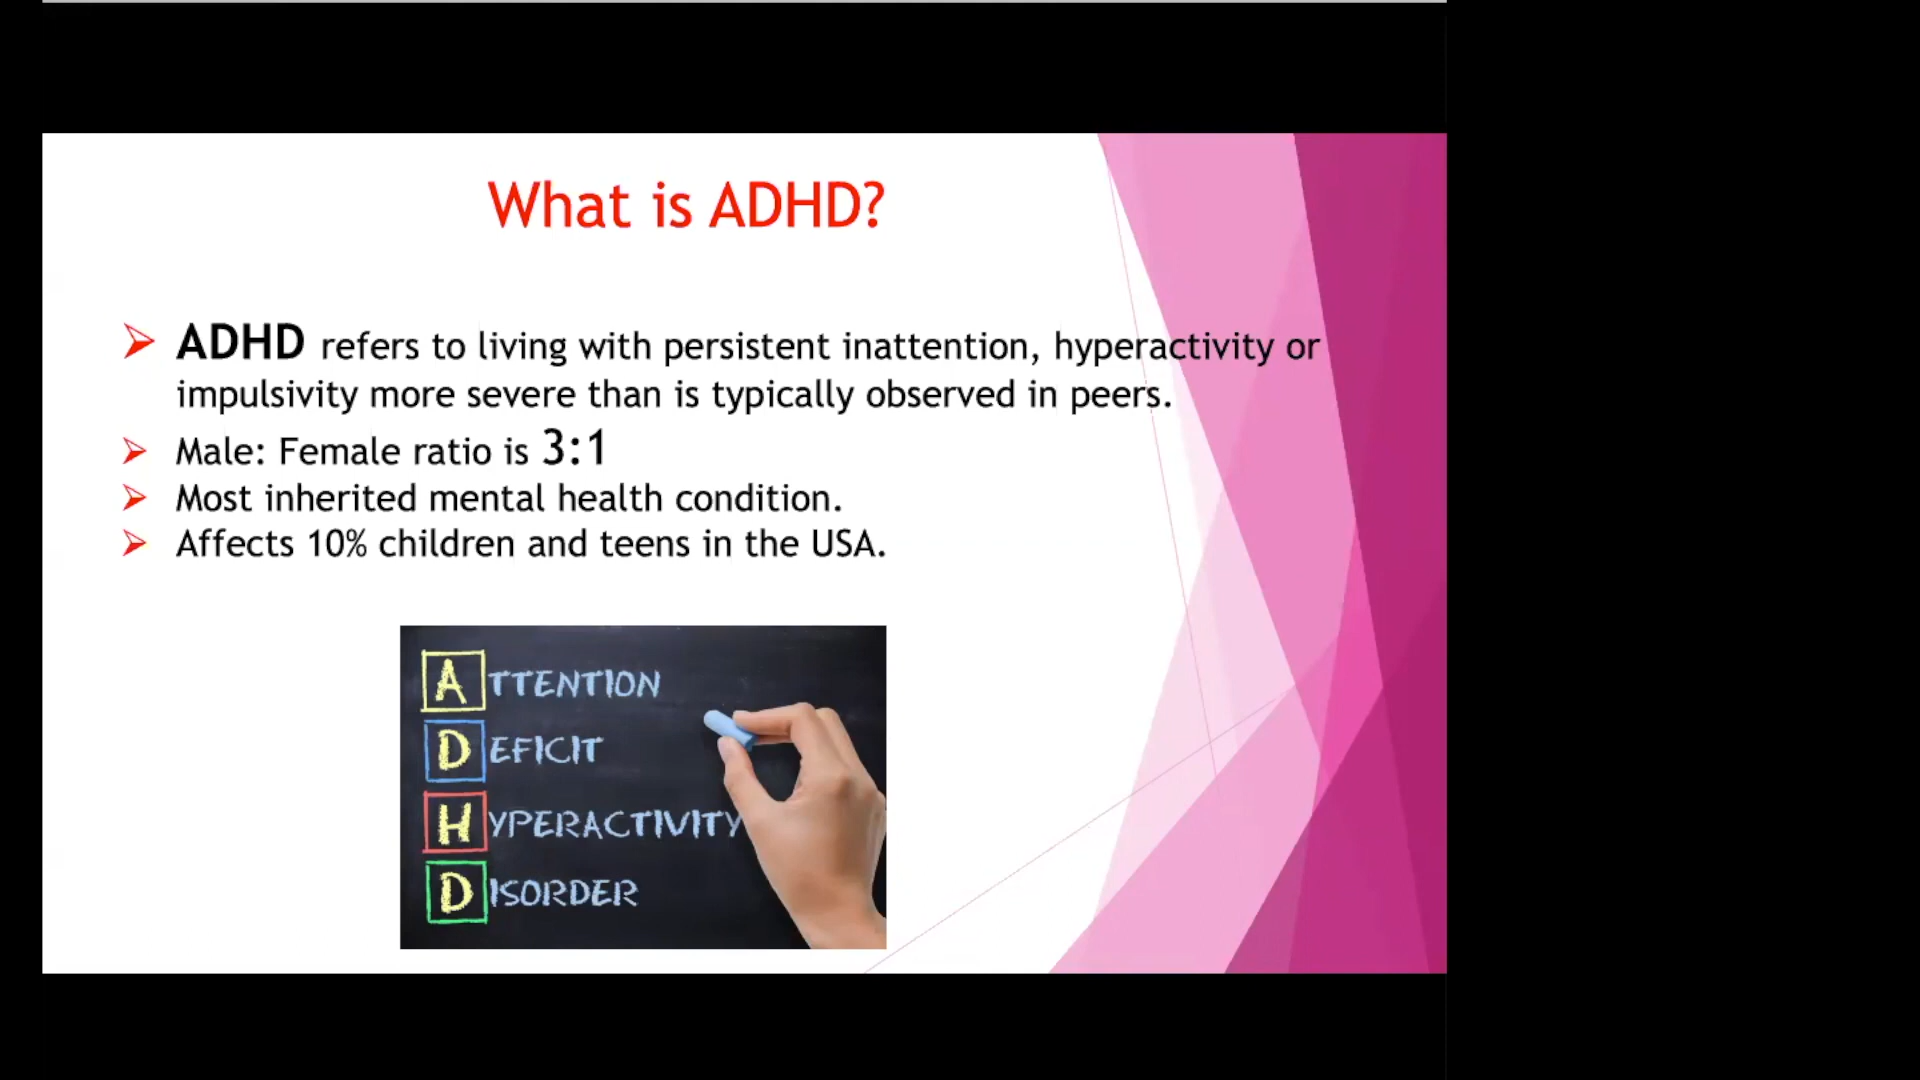 What is ADHD?
ADHD refers to living with persistent inattention, hyperactivity or
impulsivity more severe than is typically observed in peers.
Male: Female ratio is 3:1
Most inherited mental health condition.
Affects 10% children and teens in the USA.
ATTENTION
DEFICIT
HYPERACTIVITY
DISORDER